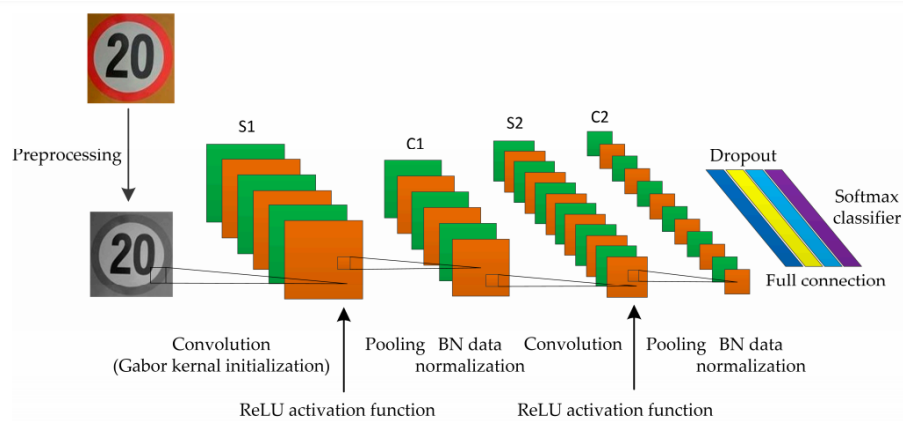 20
Preprocessing
20
S1
C1
S2
C2
Dropout
Softmax
classifier
Full connection
Convolution
(Gabor kernal initialization)
Pooling
BN data
normalization
Convolution
Pooling
BN data
normalization
ReLU activation function
ReLU activation function